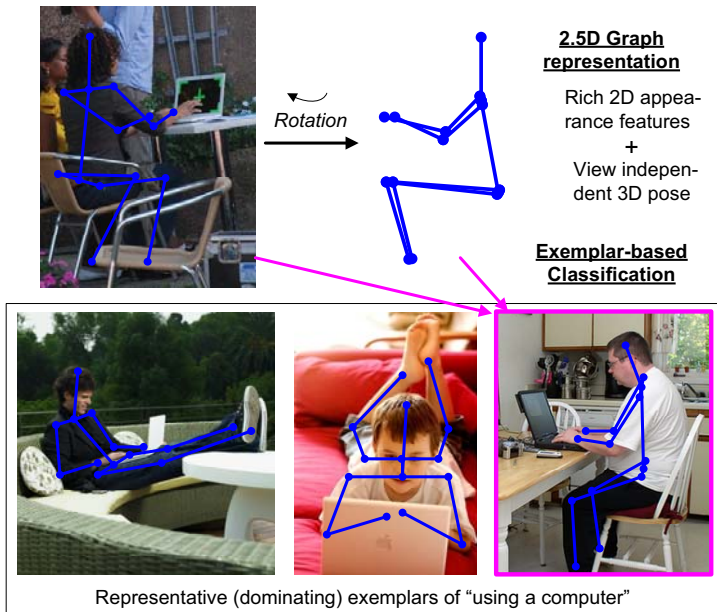 2.5D Graph
representation
Rich 2D appea-
rance features
+
View indepen-
dent 3D pose
Rotation
Exemplar-based
Classification
Representative (dominating) exemplars of “using a computer”